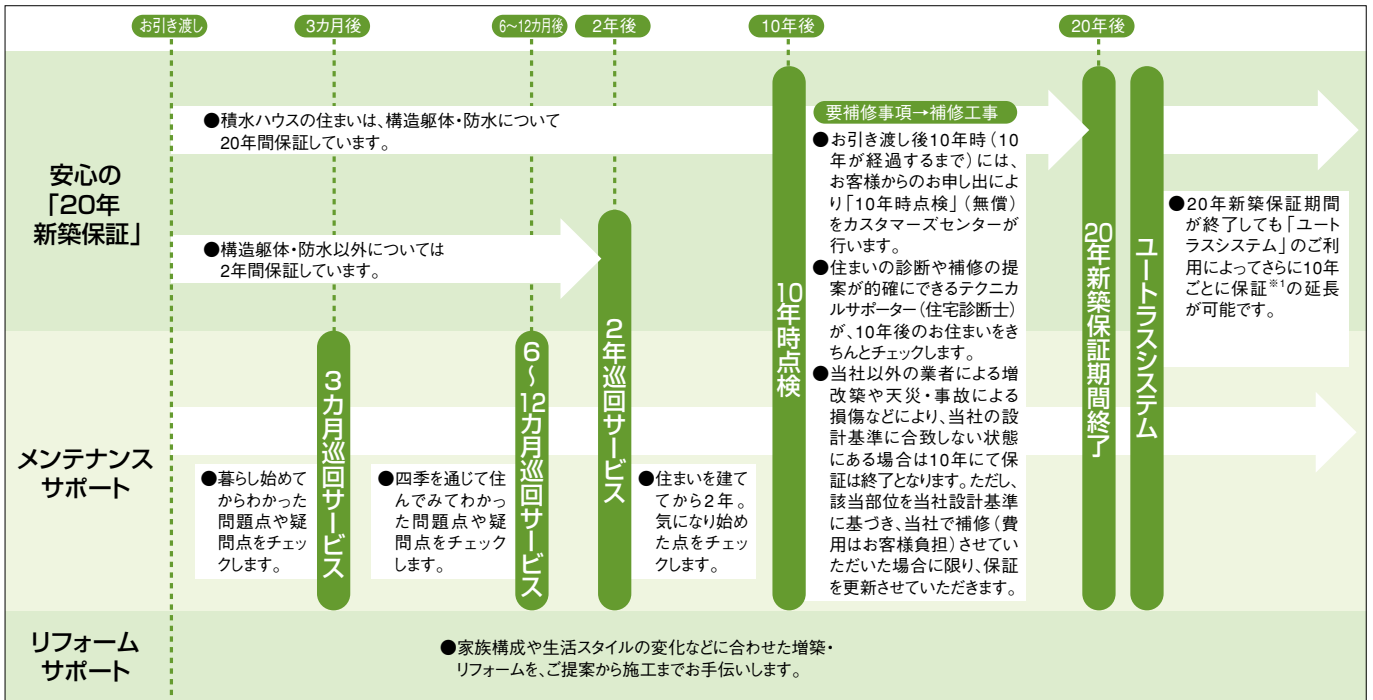 お引き渡し
3カ月後
6〜12カ月後
2年後
10年後
20年後
安心の
「20年
新築保証」
●積水ハウスの住まいは、構造躯体・防水について
20年間保証しています。
●構造躯体・防水以外については
2年間保証しています。
メンテナンス
サポート
●暮らし始めて
からわかった
問題点や疑
問点をチェッ
クします。
3カ月巡回サービス
●四季を通じて住
んでみてわかっ
た問題点や疑
問点をチェック
します。
6〜12カ月巡回サービス
2年巡回サービス
●住まいを建て
てから2年。
気になり始め
た点をチェッ
クします。
10年時点検
要補修事項→補修工事
●お引き渡し後10年時（10
年が経過するまで）には、
お客様からのお申し出によ
り「10年時点検」（無償）
をカスタマーズセンターが
行います。
●住まいの診断や補修の提
案が的確にできるテクニカ
ルサポーター（住宅診断士）
が、10年後のお住まいをき
ちんとチェックします。
●当社以外の業者による増
改築や天災・事故による
損傷などにより、当社の設
計基準に合致しない状態
にある場合は10年にて保
証は終了となります。ただし、
該当部位を当社設計基準
に基づき、当社で補修（費
用はお客様負担）させてい
ただいた場合に限り、保証
を更新させていただきます。
20年新築保証期間終了
ユートラスシステム
●20年新築保証期間
が終了しても「ユート
ラスシステム」のご利
用によってさらに10年
ごとに保証※1の延長
が可能です。
リフォーム
サポート
●家族構成や生活スタイルの変化などに合わせた増築・
リフォームを、ご提案から施工までお手伝いします。